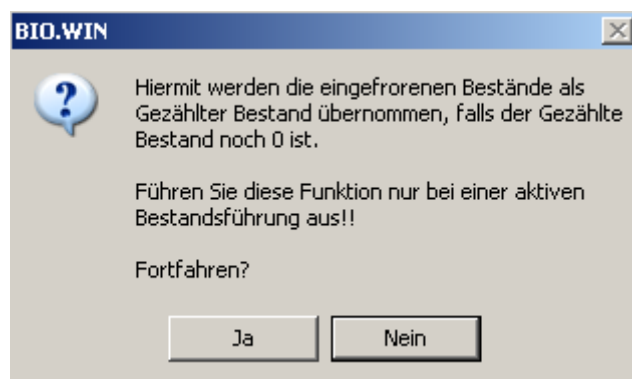 BIO.WIN
Hiermit werden die eingefrorenen Bestände als
Gezählter Bestand übernommen, falls der Gezählte
Bestand noch 0 ist.
Führen Sie diese Funktion nur bei einer aktiven
Bestandsführung aus!!
Fortfahren?
Ja
Nein